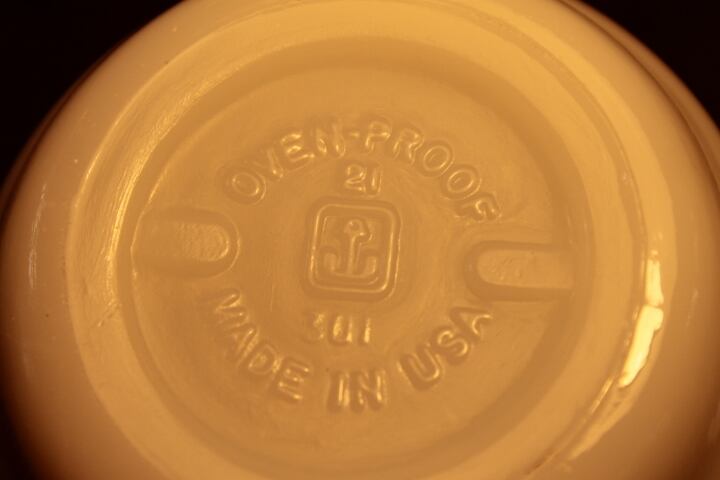 OVEN-PROOF
21
301
MADE IN USA